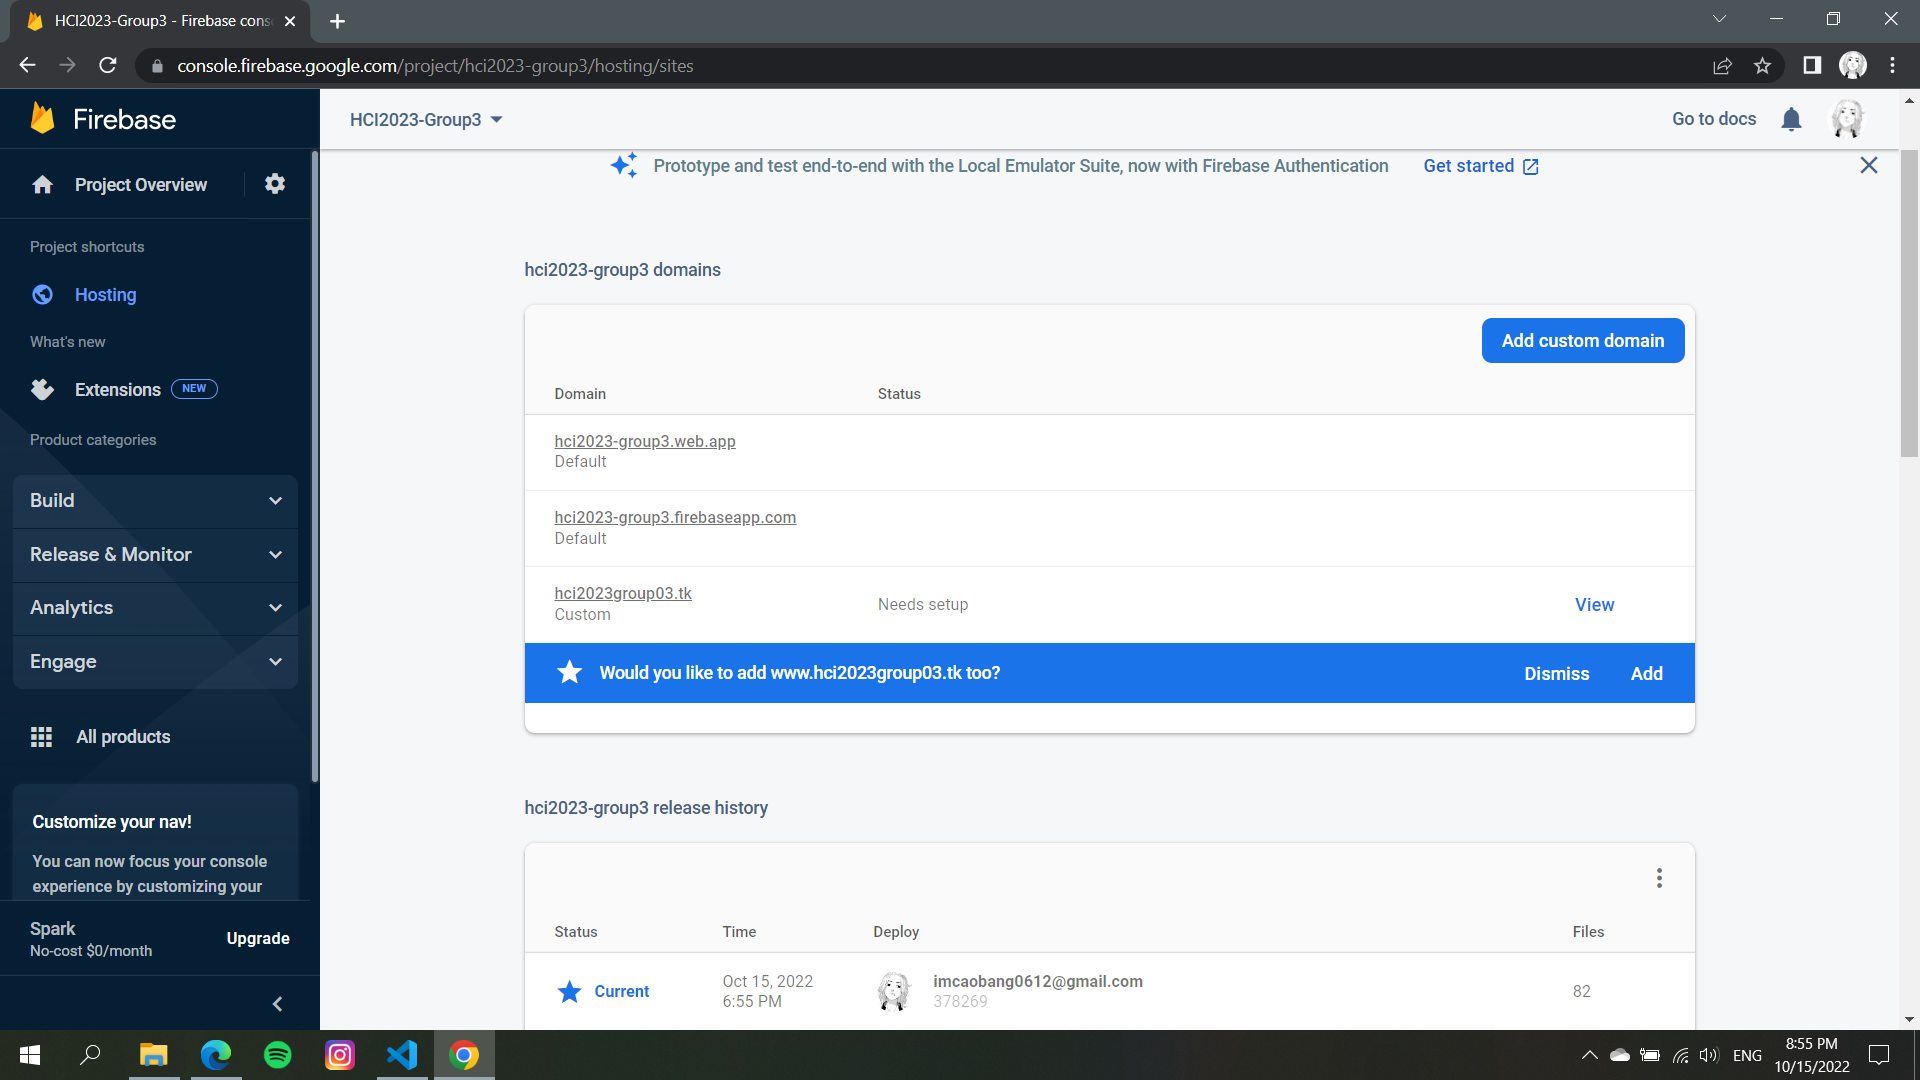 HCI2023-Group3 - Firebase cons
console.firebase.google.com/project/hci2023-group3/hosting/sites
Firebase
HCI2023-Group3
Go to docs
Project Overview
Prototype and test end-to-end with the Local Emulator Suite, now with Firebase Authentication
Get started
Project shortcuts
Hosting
What's new
Extensions
NEW
Product categories
Build
Release & Monitor
Analytics
Engage
All products
Customize your nav!
You can now focus your console
experience by customizing your
Spark
No-cost $0/month
Upgrade
hci2023-group3 domains
Add custom domain
Domain
Status
hci2023-group3.web.app
Default
hci2023-group3.firebaseapp.com
Default
hci2023group03.tk
Custom
Needs setup
View
Would you like to add www.hci2023group03.tk too?
Dismiss
Add
hci2023-group3 release history
Status
Time
Deploy
Files
Current
Oct 15, 2022
6:55 PM
imcaobang0612@gmail.com
378269
82
ENG
8:55 PM
10/15/2022